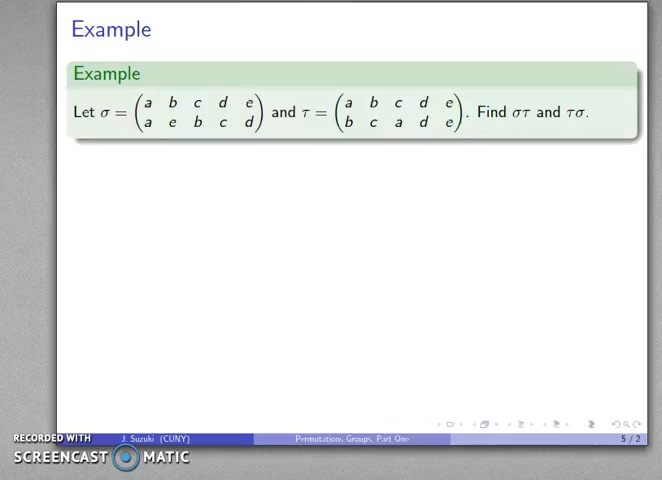 Example
Example
Let σ = (a b c d e / a e b c d) and τ = (a b c d e / b c a d e). Find στ and τσ.
J. Suzuki (CUNY) Permutations Groups, Part One 5 / 2
RECORDED WITH
SCREENCAST MATIC